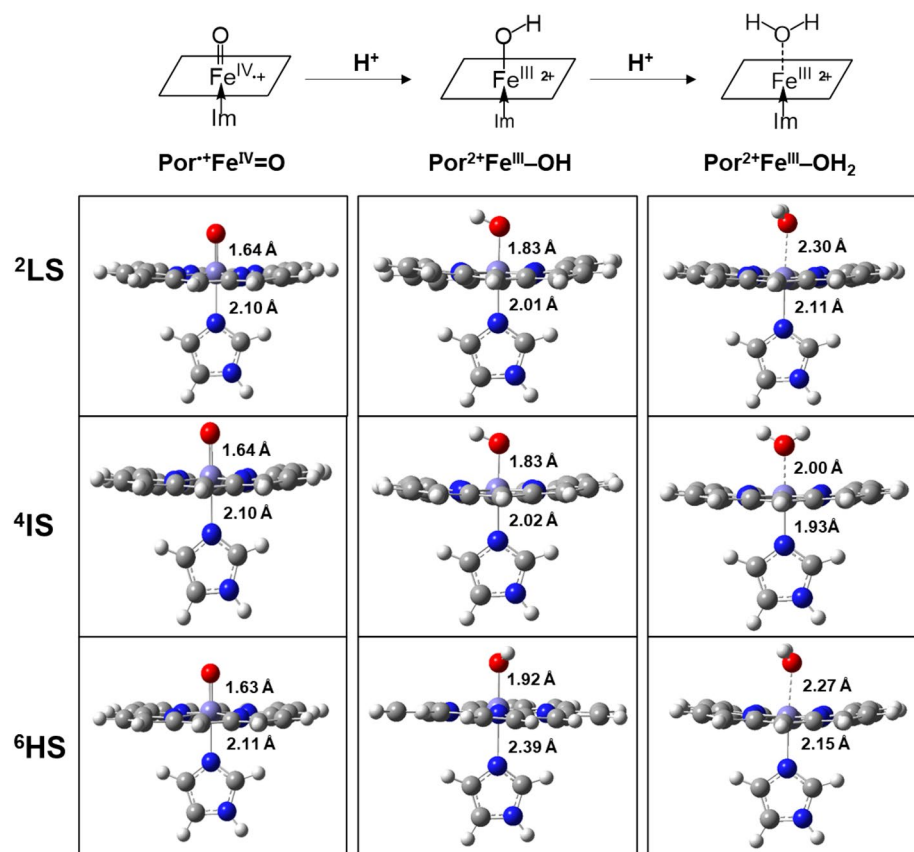 O
Fe^IV•+
Im
H⁺
O H
Fe^III 2+
Im
H⁺
H O H
Fe^III 2+
Im
Por^•+Fe^IV=O
Por²⁺Fe^III–OH
Por²⁺Fe^III–OH₂
²LS
1.64 Å
2.10 Å
1.83 Å
2.01 Å
2.30 Å
2.11 Å
⁴IS
1.64 Å
2.10 Å
1.83 Å
2.02 Å
2.00 Å
1.93Å
⁶HS
1.63 Å
2.11 Å
1.92 Å
2.39 Å
2.27 Å
2.15 Å